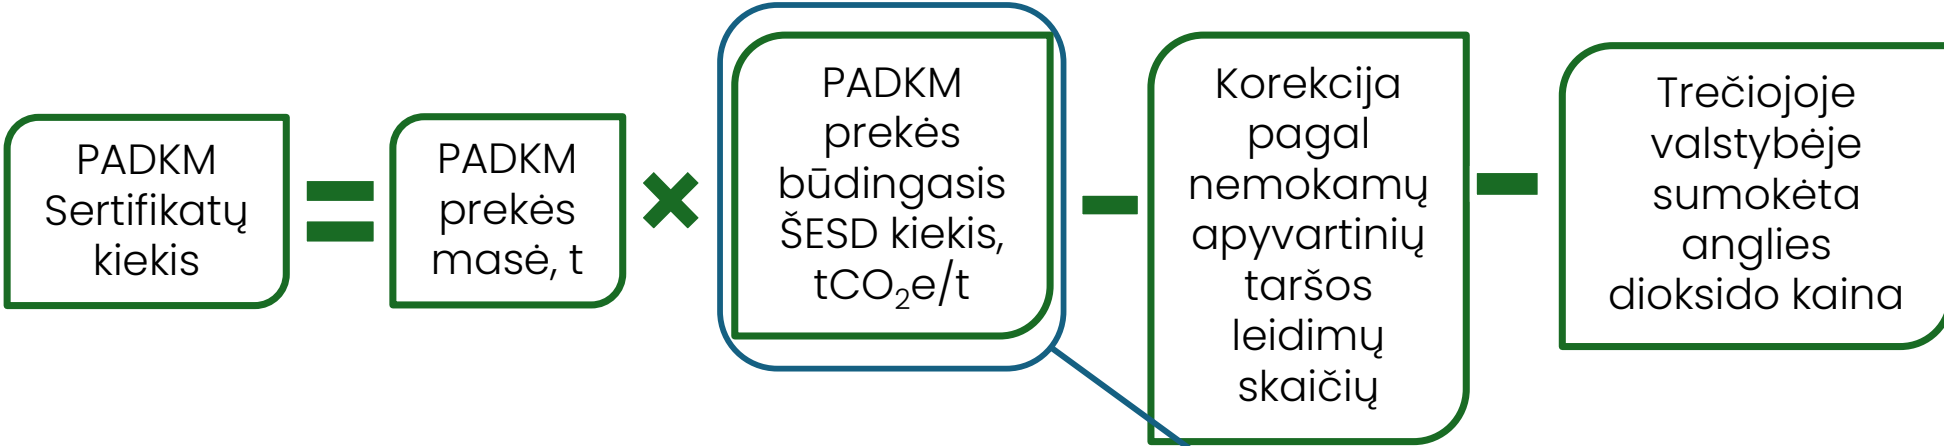 PADKM
Sertifikatų
kiekis
PADKM
prekės
masė, t
PADKM
prekės
būdingasis
ŠESD kiekis,
tCO₂e/t
Korekcija
pagal
nemokamų
apyvartinių
taršos
leidimų
skaičių
Trečiojoje
valstybėje
sumokėta
anglies
dioksido kaina